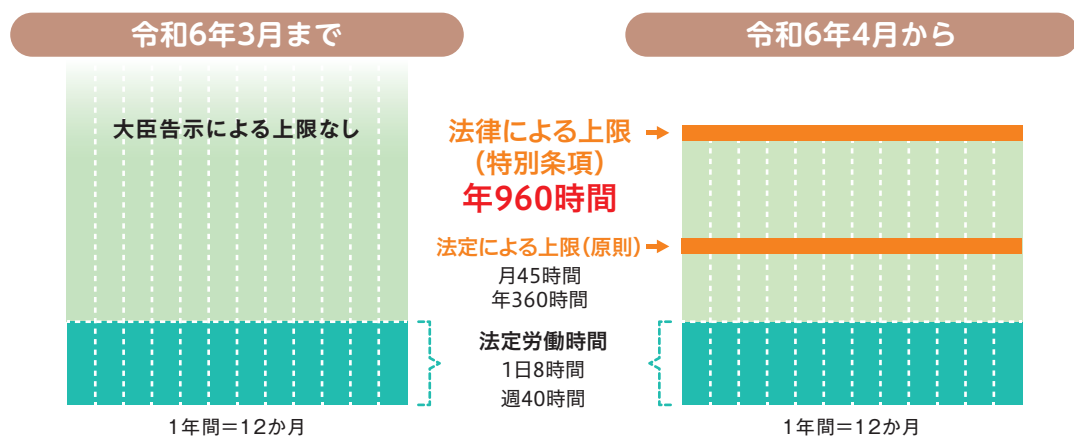 令和6年3月まで
令和6年4月から
大臣告示による上限なし
法律による上限
（特別条項）
年960時間
法定による上限（原則）
月45時間
年360時間
法定労働時間
1日8時間
週40時間
1年間＝12か月
1年間＝12か月